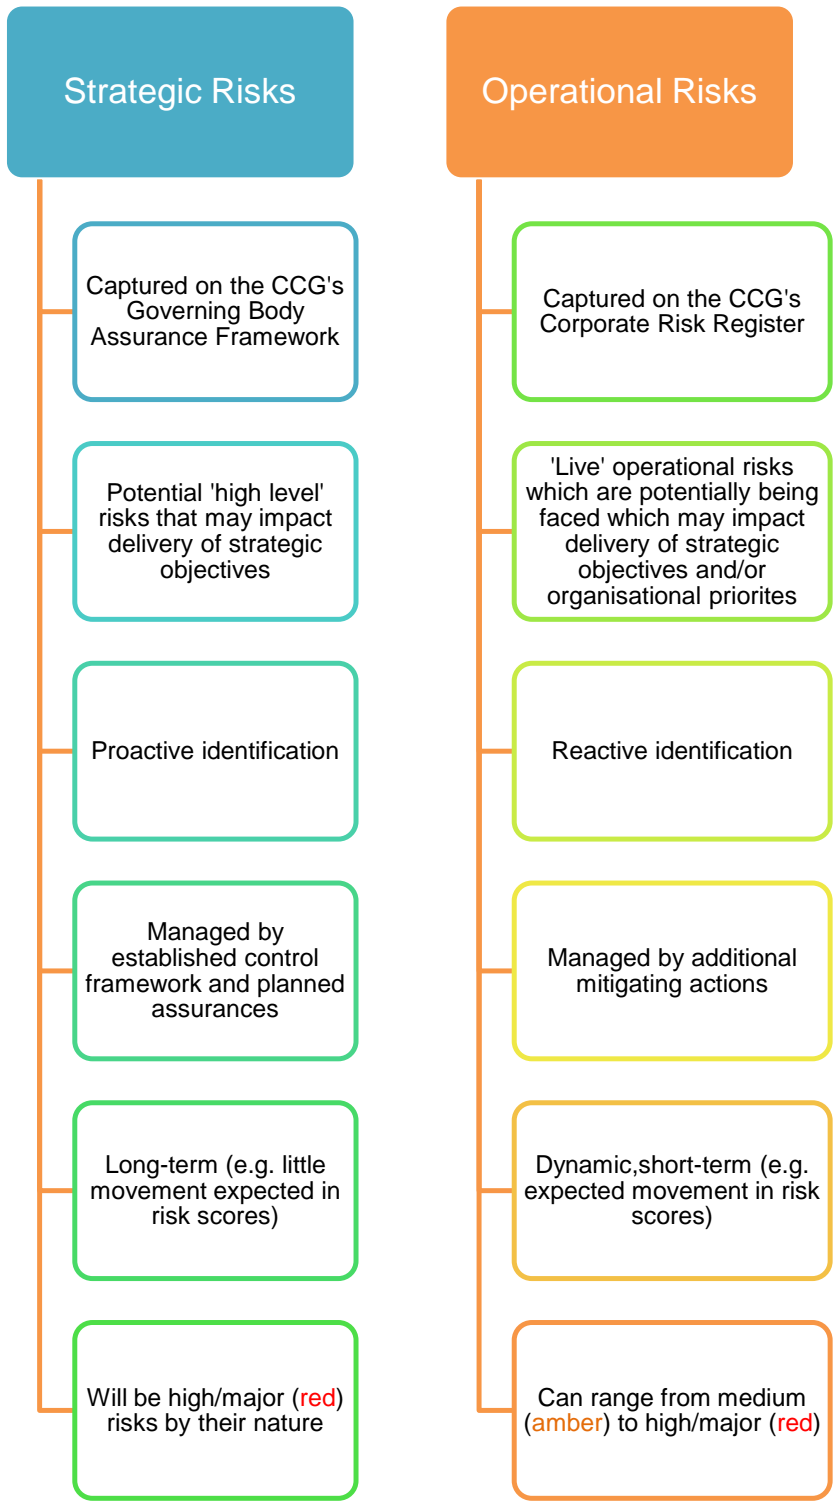 Strategic Risks
Captured on the CCG's
Governing Body
Assurance Framework
Potential 'high level'
risks that may impact
delivery of strategic
objectives
Proactive identification
Managed by
established control
framework and planned
assurances
Long-term (e.g. little
movement expected in
risk scores)
Will be high/major (red)
risks by their nature
Operational Risks
Captured on the CCG's
Corporate Risk Register
'Live' operational risks
which are potentially being
faced which may impact
delivery of strategic
objectives and/or
organisational priorites
Reactive identification
Managed by additional
mitigating actions
Dynamic,short-term (e.g.
expected movement in risk
scores)
Can range from medium
(amber) to high/major (red)